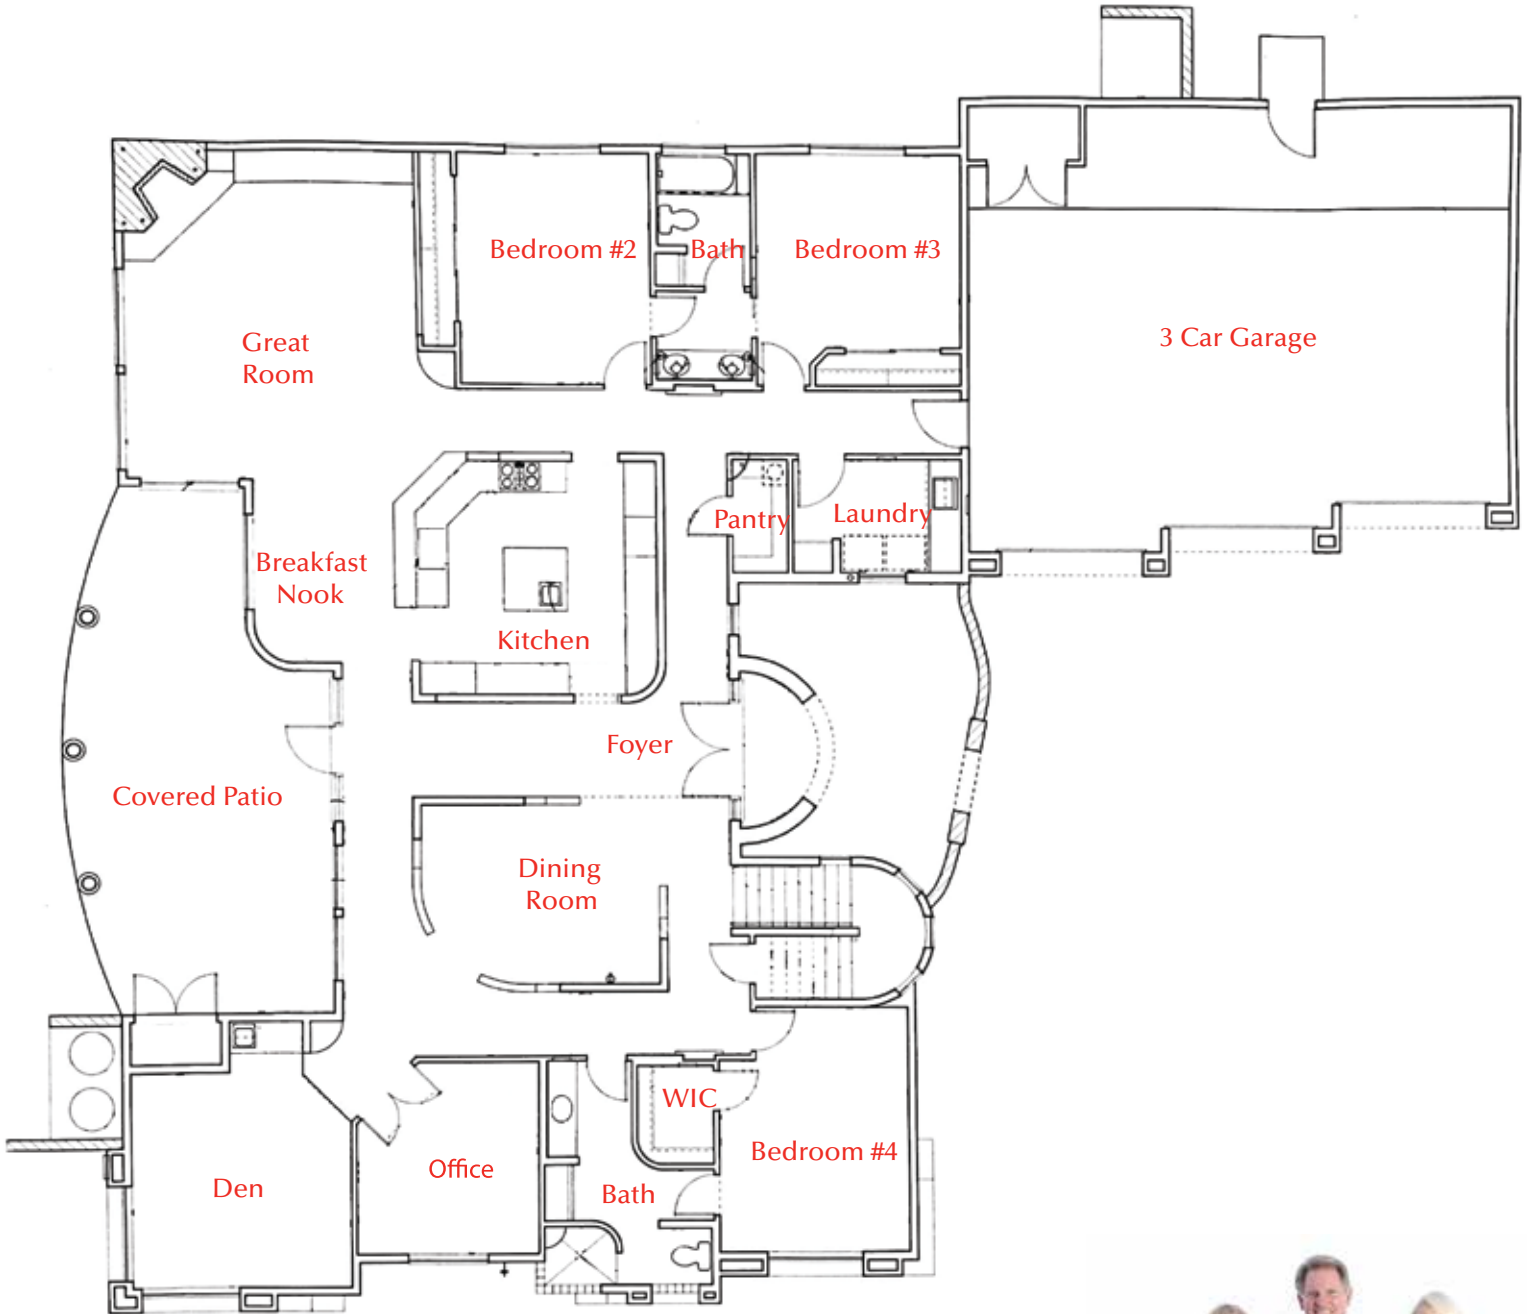 Bedroom #2
Bath
Bedroom #3
3 Car Garage
Great
Room
Pantry
Laundry
Breakfast
Nook
Kitchen
Foyer
Covered Patio
Dining
Room
WIC
Bedroom #4
Office
Den
Bath